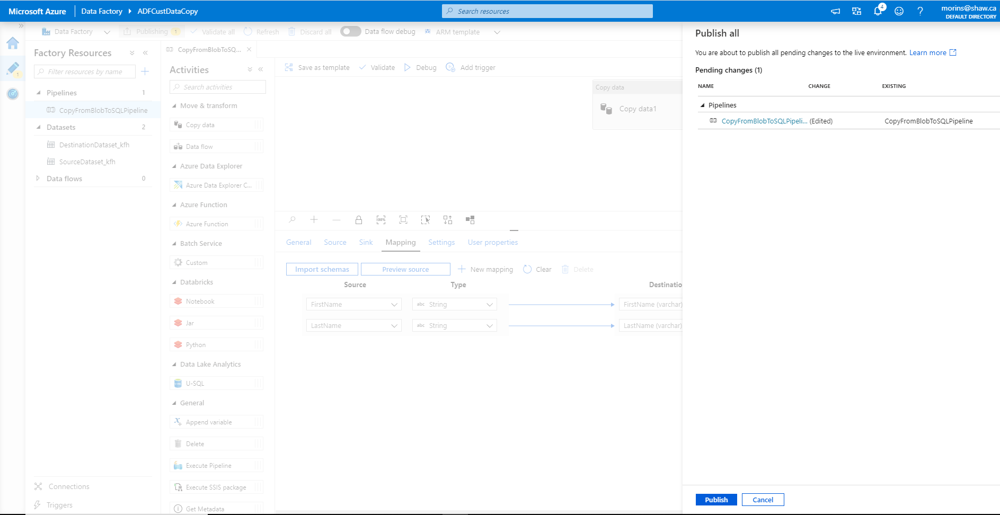 Microsoft Azure
Data Factory
ADFCustDataCopy
Search resources
4
morins@shaw.ca
DEFAULT DIRECTORY
Data Factory
Publishing 1
Validate all
Refresh
Discard all
Data flow debug
ARM template
1
Factory Resources
Filter resources by name
Pipelines 1
CopyFromBlobToSQLPipeline
Datasets 2
DestinationDataset_kfh
SourceDataset_kfh
Data flows 0
Connections
Triggers
CopyFromBlobToSQ...
Activities
Search activities
Move & transform
Copy data
Data flow
Azure Data Explorer
Azure Data Explorer C...
Azure Function
Azure Function
Batch Service
Custom
Databricks
Notebook
Jar
Python
Data Lake Analytics
U-SQL
General
Append variable
Delete
Execute Pipeline
Execute SSIS package
Get Metadata
Save as template
Validate
Debug
Add trigger
Copy data
Copy data1
100%
General Source Sink Mapping Settings User properties
Import schemas Preview source New mapping Clear Delete
Source Type Destinatio
FirstName abc String FirstName (varchar)
LastName abc String LastName (varchar)
Publish all
You are about to publish all pending changes to the live environment. Learn more
Pending changes (1)
NAME CHANGE EXISTING
Pipelines
CopyFromBlobToSQLPipeli... (Edited) CopyFromBlobToSQLPipeline
Publish Cancel